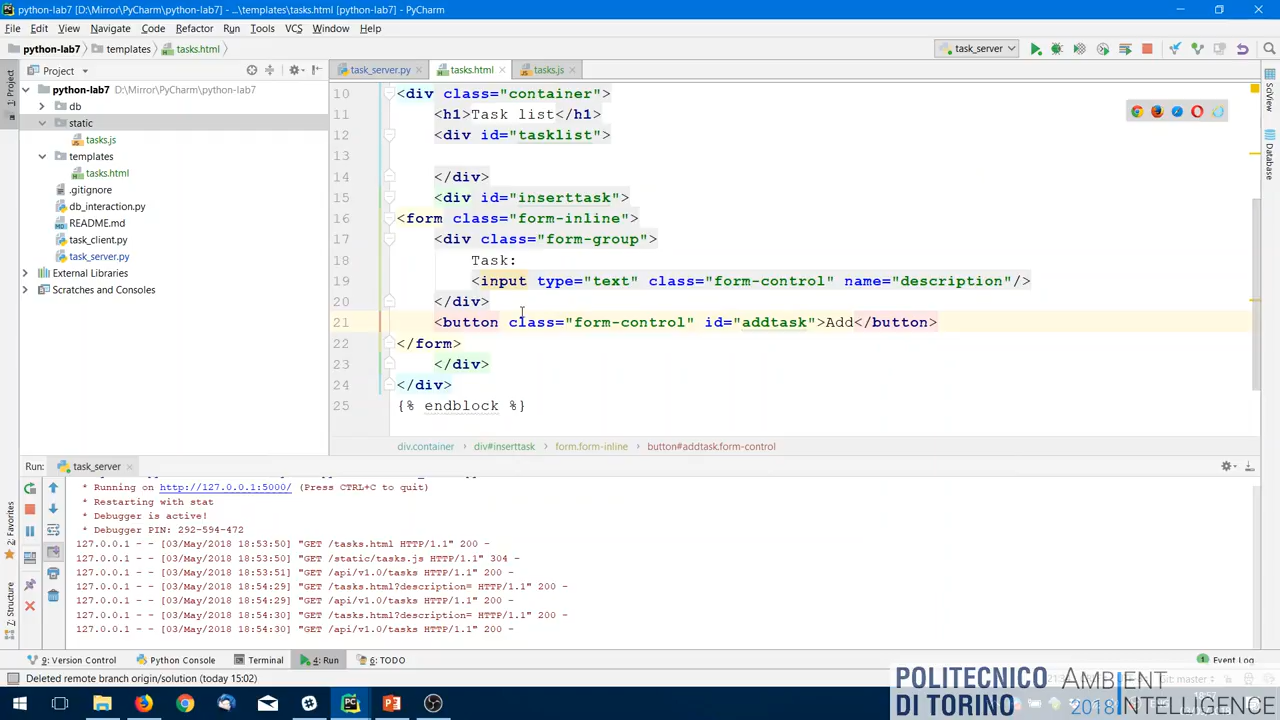 python-lab7 [D:\Mirror\PyCharm\python-lab7] - ...\templates\tasks.html [python-lab7] - PyCharm
File Edit View Navigate Code Refactor Run Tools VCS Window Help
python-lab7 templates tasks.html task_server
1: Project
Project
task_server.py tasks.html tasks.js
python-lab7 D:\Mirror\PyCharm\python-lab7
db
static
tasks.js
templates
tasks.html
.gitignore
db_interaction.py
README.md
task_client.py
task_server.py
External Libraries
Scratches and Consoles
10 <div class="container">
11 <h1>Task list</h1>
12 <div id="tasklist">
13
14 </div>
15 <div id="inserttask">
16 <form class="form-inline">
17 <div class="form-group">
18 Task:
19 <input type="text" class="form-control" name="description"/>
20 </div>
21 <button class="form-control" id="addtask">Add</button>
22 </form>
23 </div>
24 </div>
25 {% endblock %}
SciView
Database
div.container div#inserttask form.form-inline button#addtask.form-control
Run: task_server
* Running on http://127.0.0.1:5000/ (Press CTRL+C to quit)
* Restarting with stat
* Debugger is active!
* Debugger PIN: 292-594-472
127.0.0.1 - - [03/May/2018 18:53:50] "GET /tasks.html HTTP/1.1" 200 -
127.0.0.1 - - [03/May/2018 18:53:50] "GET /static/tasks.js HTTP/1.1" 304 -
127.0.0.1 - - [03/May/2018 18:53:51] "GET /api/v1.0/tasks HTTP/1.1" 200 -
127.0.0.1 - - [03/May/2018 18:54:29] "GET /tasks.html?description= HTTP/1.1" 200 -
127.0.0.1 - - [03/May/2018 18:54:29] "GET /api/v1.0/tasks HTTP/1.1" 200 -
127.0.0.1 - - [03/May/2018 18:54:30] "GET /tasks.html?description= HTTP/1.1" 200 -
127.0.0.1 - - [03/May/2018 18:54:30] "GET /api/v1.0/tasks HTTP/1.1" 200 -
2: Favorites
7: Structure
9: Version Control Python Console Terminal 4: Run 6: TODO 1 Event Log
Deleted remote branch origin/solution (today 15:02) Git: master
POLITECNICO
DI TORINO
Ambient
2018 Intelligence